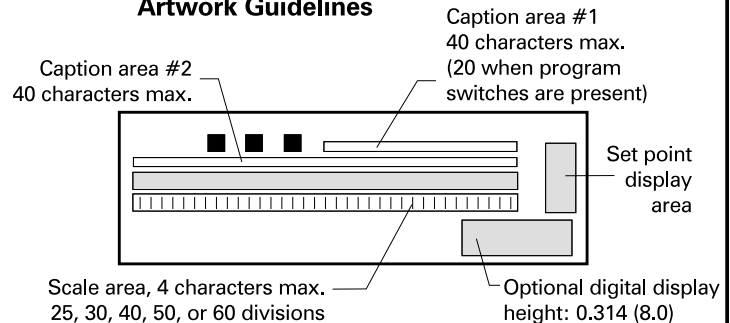 Artwork Guidelines
Caption area #1
40 characters max.
(20 when program
switches are present)
Caption area #2
40 characters max.
Set point
display
area
Scale area, 4 characters max.
25, 30, 40, 50, or 60 divisions
Optional digital display
height: 0.314 (8.0)